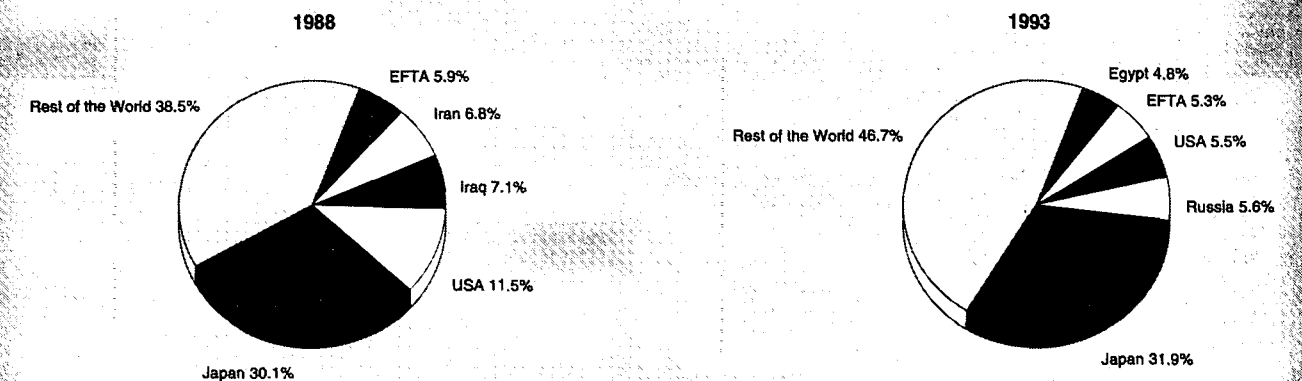 1988
EFTA 5.9%
Rest of the World 38.5%
Iran 6.8%
Iraq 7.1%
USA 11.5%
Japan 30.1%
1993
Egypt 4.8%
EFTA 5.3%
Rest of the World 46.7%
USA 5.5%
Russia 5.6%
Japan 31.9%